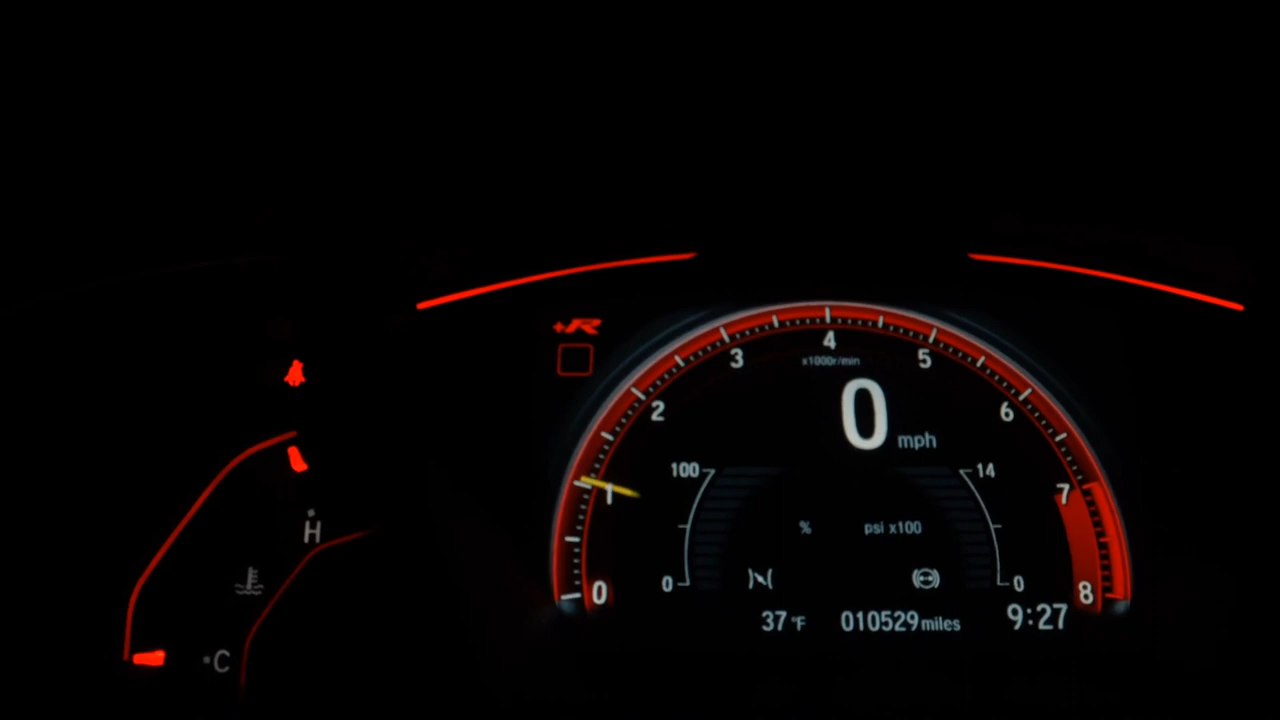 +R
4
3 5
x1000r/min
2 6
0 mph
100 14
1 7
% psi x100
H
0 0
0 8
37 °F 010529 miles 9:27
C